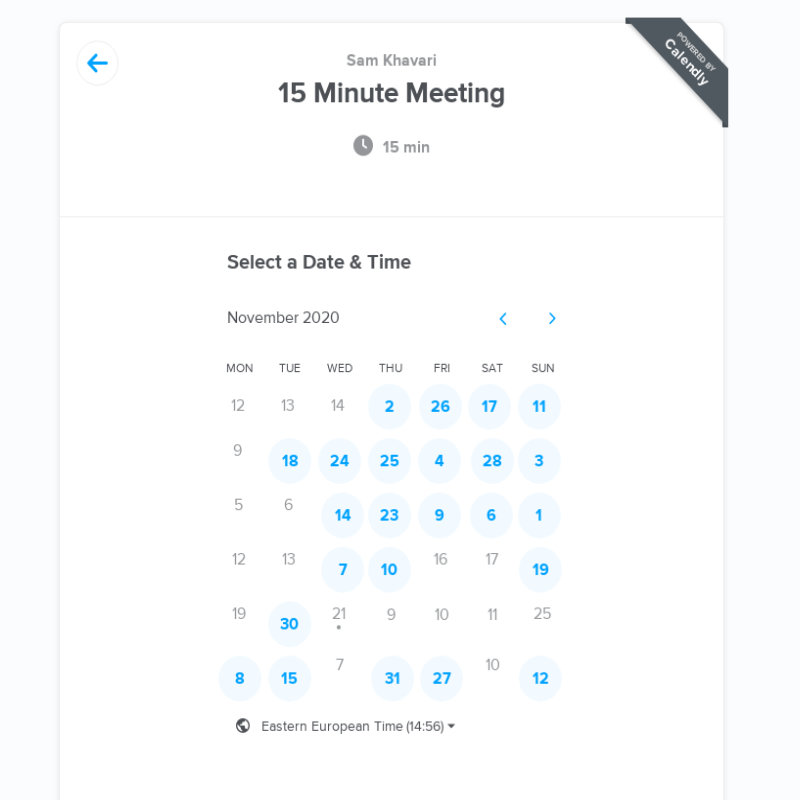 Sam Khavari
POWERED BY
Calendly
15 Minute Meeting
15 min
Select a Date & Time
November 2020
MON TUE WED THU FRI SAT SUN
12 13 14 2 26 17 11
9 18 24 25 4 28 3
5 6 14 23 9 6 1
12 13 7 10 16 17 19
19 30 21 9 10 11 25
8 15 7 31 27 10 12
Eastern European Time (14:56)